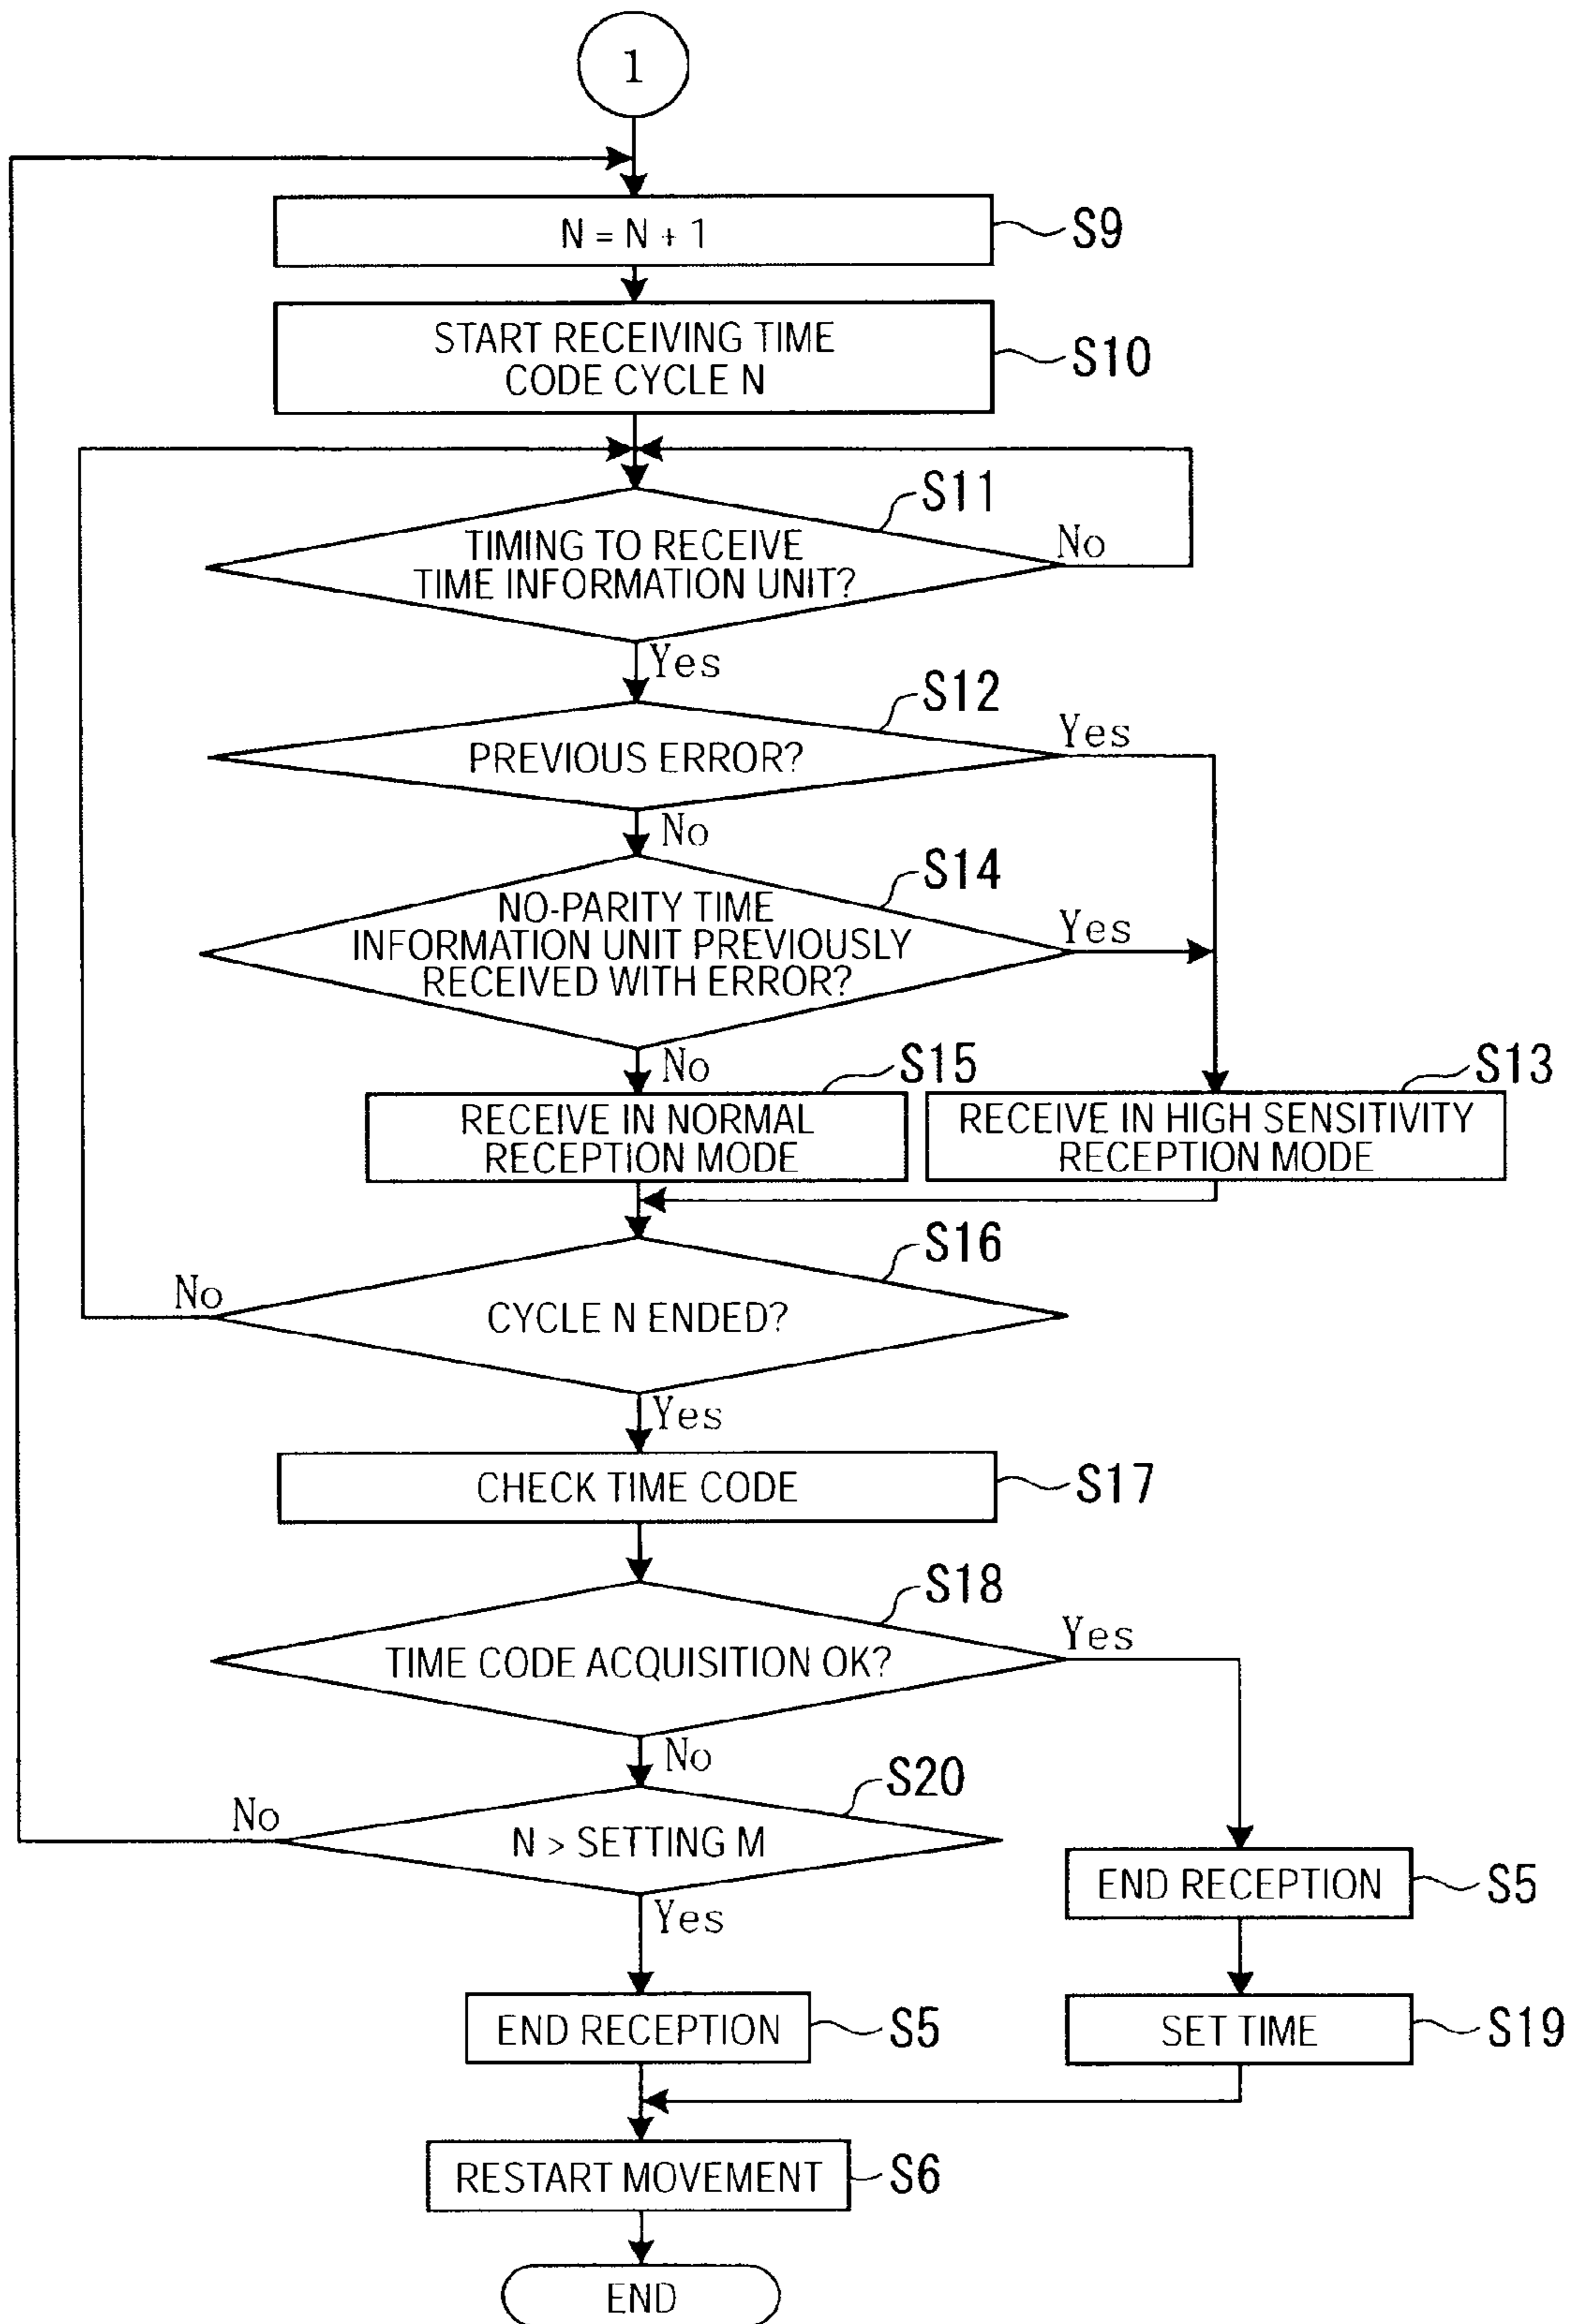 1
N = N + 1
S9
START RECEIVING TIME
CODE CYCLE N
S10
S11
TIMING TO RECEIVE
TIME INFORMATION UNIT?
No
Yes
S12
PREVIOUS ERROR?
Yes
No
S14
NO-PARITY TIME
INFORMATION UNIT PREVIOUSLY
RECEIVED WITH ERROR?
Yes
No
S15
S13
RECEIVE IN NORMAL
RECEPTION MODE
RECEIVE IN HIGH SENSITIVITY
RECEPTION MODE
S16
No
CYCLE N ENDED?
Yes
CHECK TIME CODE
S17
S18
TIME CODE ACQUISITION OK?
Yes
No
S20
No
N > SETTING M
Yes
END RECEPTION
S5
END RECEPTION
S5
SET TIME
S19
RESTART MOVEMENT
S6
END